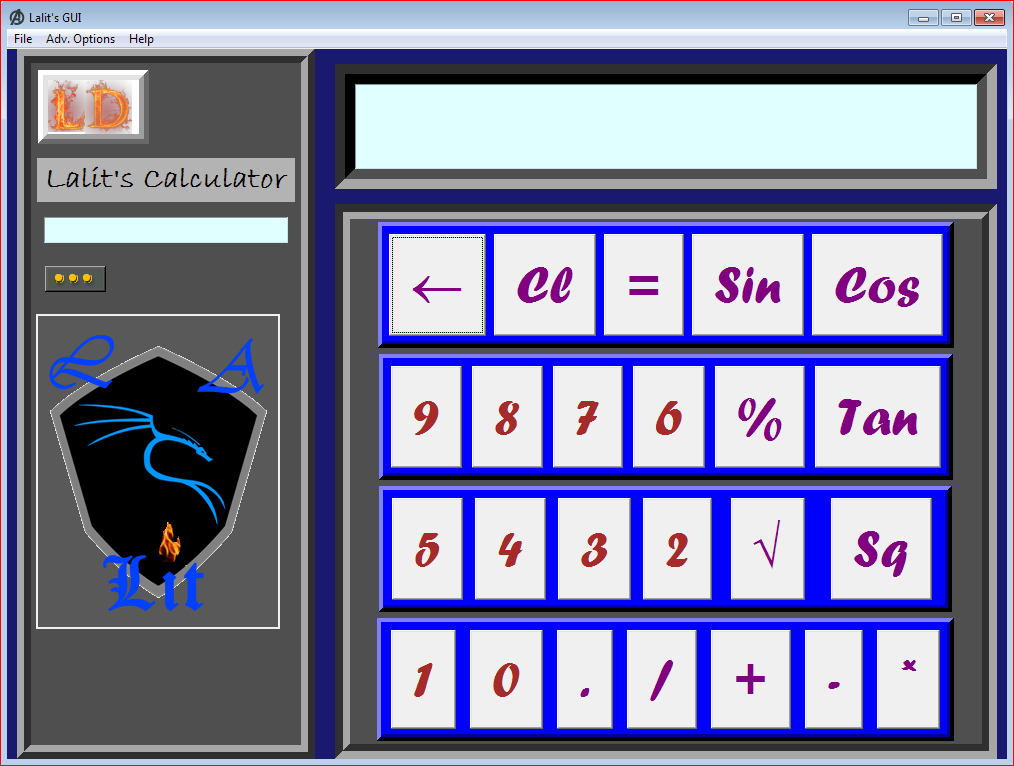 Lalit's GUI
File Adv. Options Help
LD
Lalit's Calculator
L A
Lit
← Cl = Sin Cos
9 8 7 6 % Tan
5 4 3 2 √ Sq
1 0 . / + - *